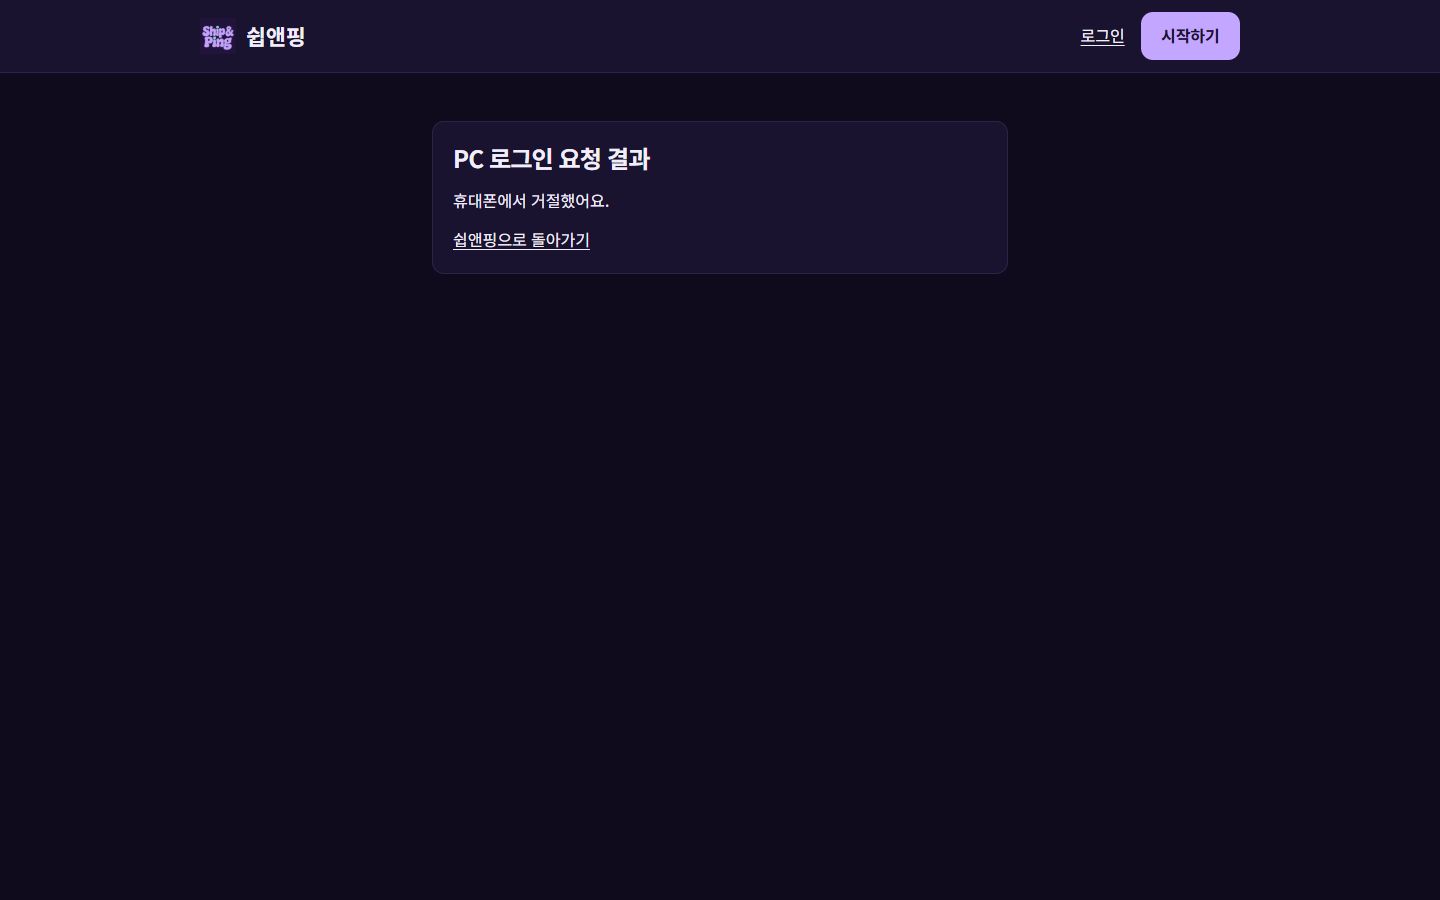 Ship&
Ping
쉽앤핑
로그인
시작하기
PC 로그인 요청 결과
휴대폰에서 거절했어요.
쉽앤핑으로 돌아가기